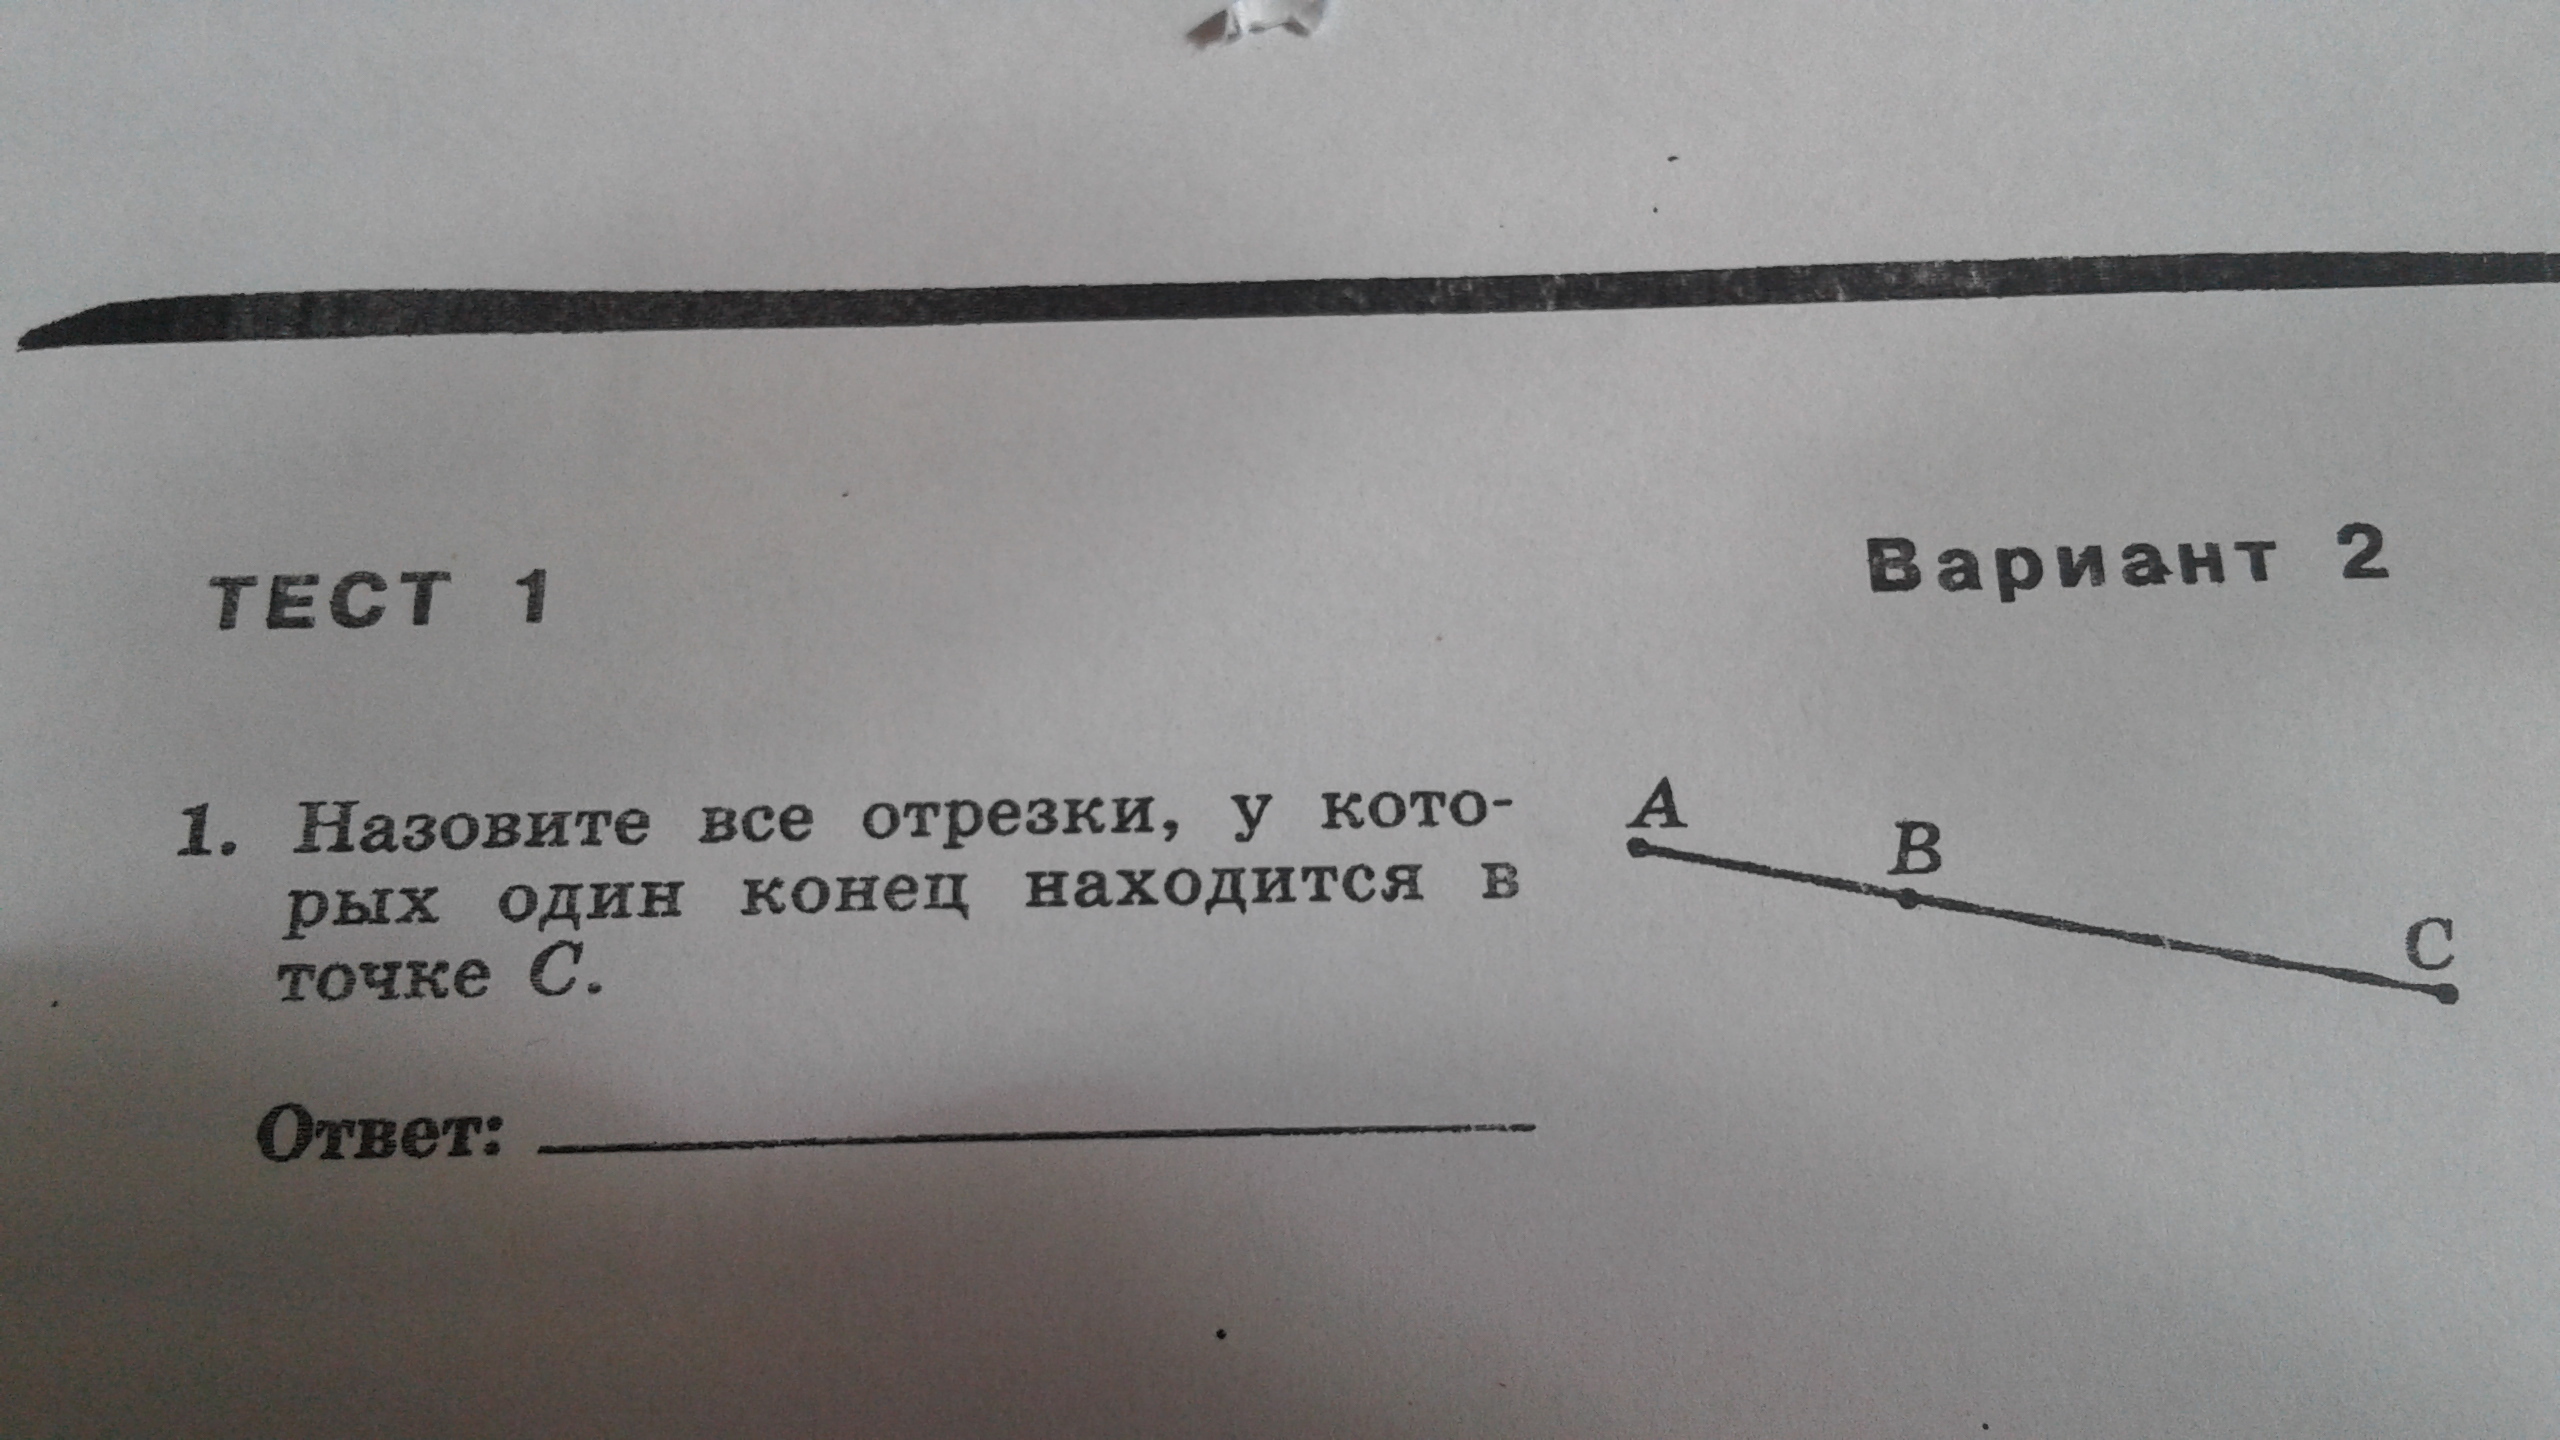 ТЕСТ 1
Вариант 2
1. Назовите все отрезки, у кото-
рых один конец находится в
точке C.
A
B
C
Ответ: